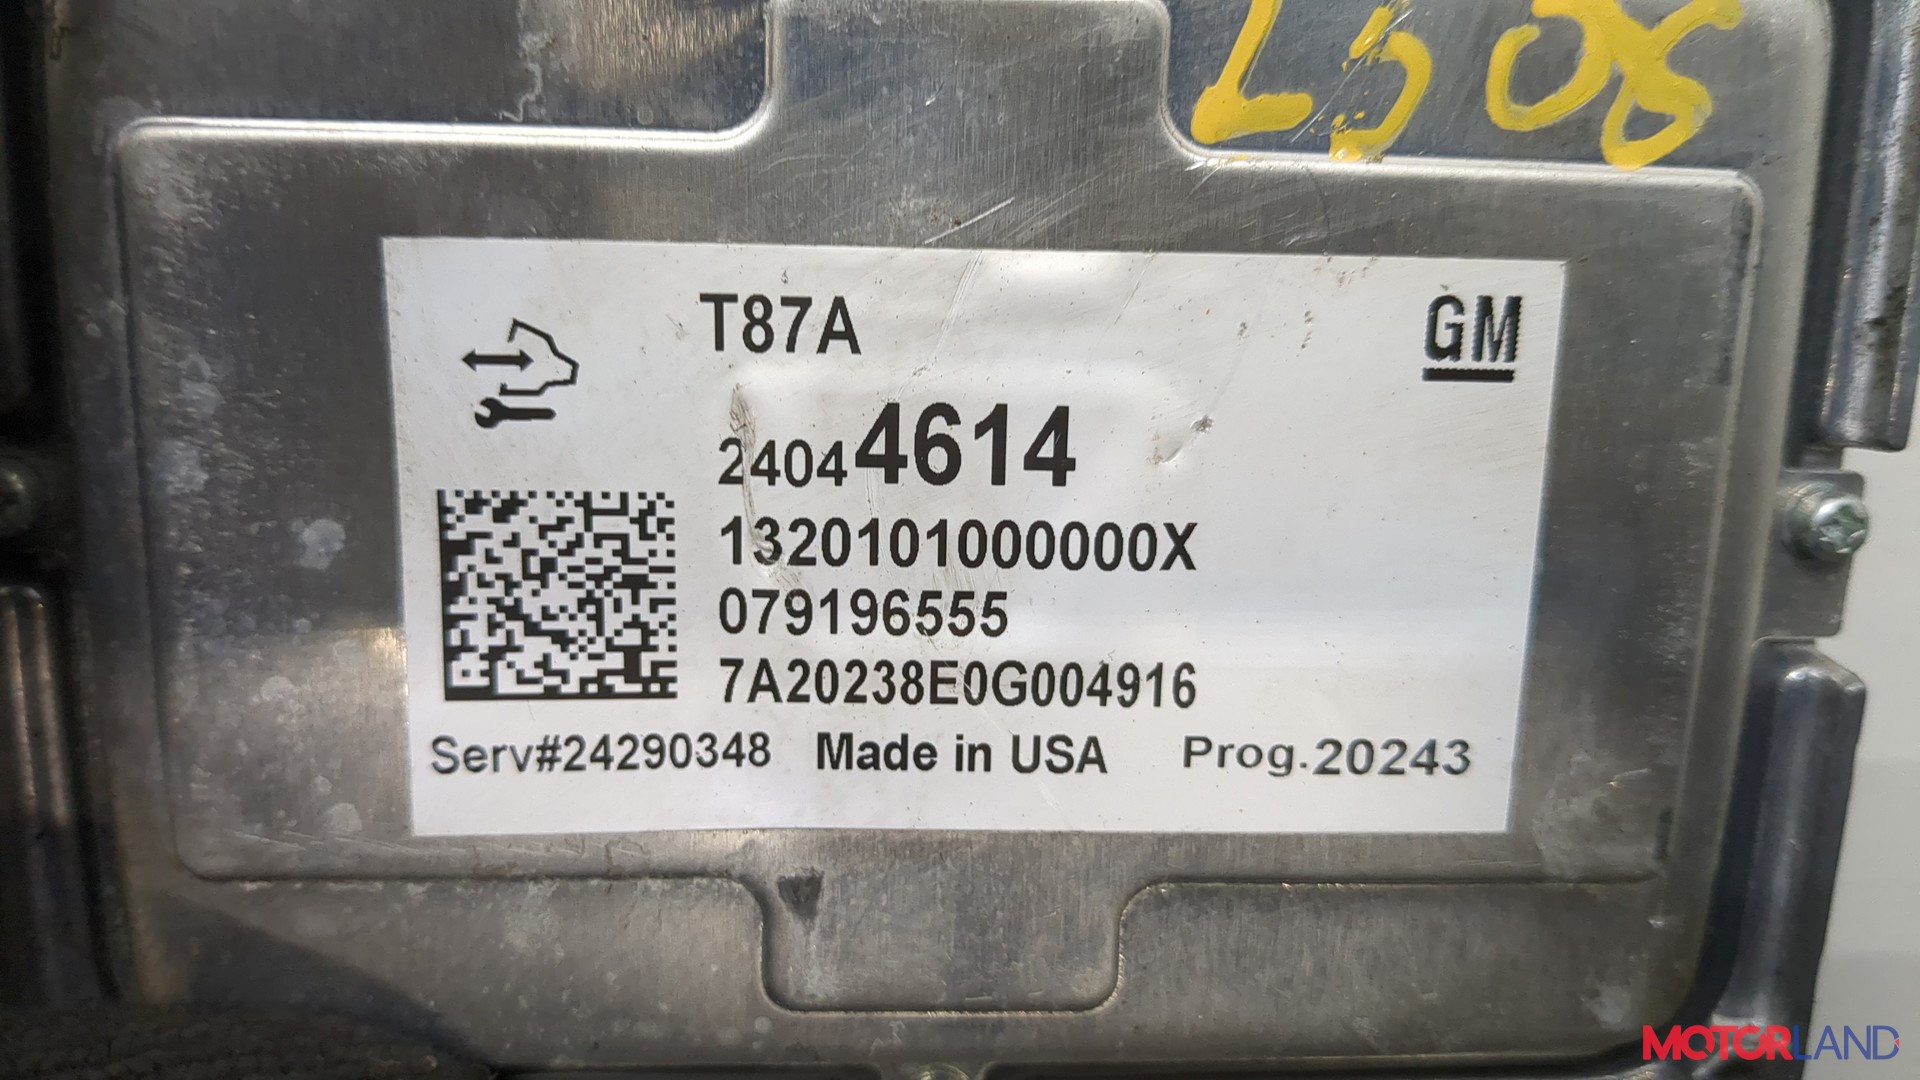 L508
T87A
GM
24044614
1320101000000X
079196555
7A20238E0G004916
Serv#24290348 Made in USA Prog.20243
MOTORLAND